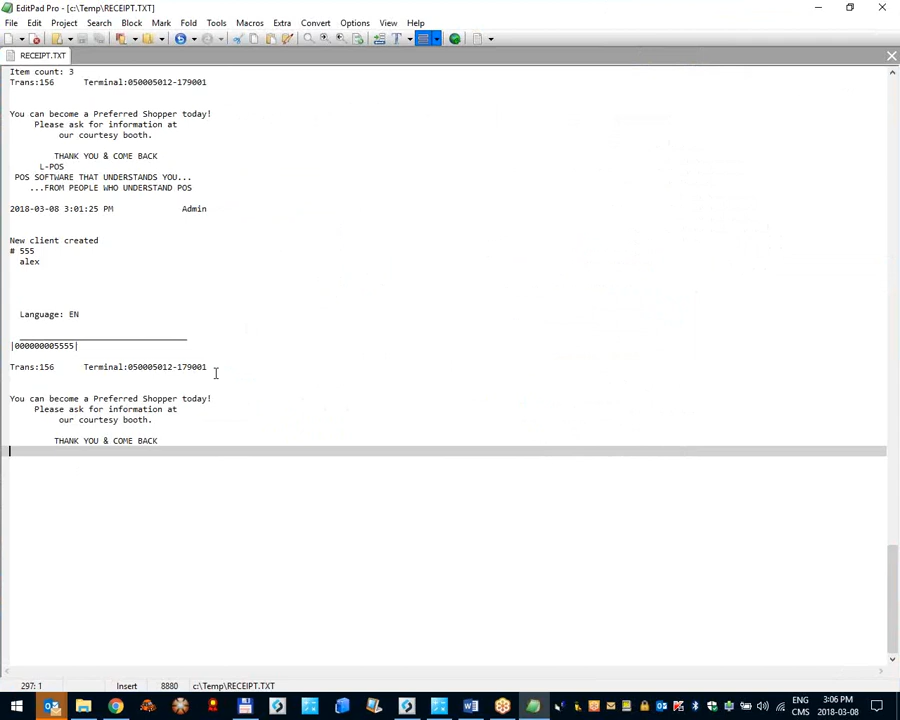 EditPad Pro - [c:\Temp\RECEIPT.TXT]
File Edit Project Search Block Mark Fold Tools Macros Extra Convert Options View Help
RECEIPT.TXT
Item count: 3
Trans:156 Terminal:050005012-179001
You can become a Preferred Shopper today!
Please ask for information at
our courtesy booth.
THANK YOU & COME BACK
L-POS
POS SOFTWARE THAT UNDERSTANDS YOU...
...FROM PEOPLE WHO UNDERSTAND POS
2018-03-08 3:01:25 PM Admin
New client created
# 555
alex
Language: EN
|000000005555|
Trans:156 Terminal:050005012-179001
You can become a Preferred Shopper today!
Please ask for information at
our courtesy booth.
THANK YOU & COME BACK
297: 1 Insert 8880 c:\Temp\RECEIPT.TXT
ENG 3:06 PM
CMS 2018-03-08